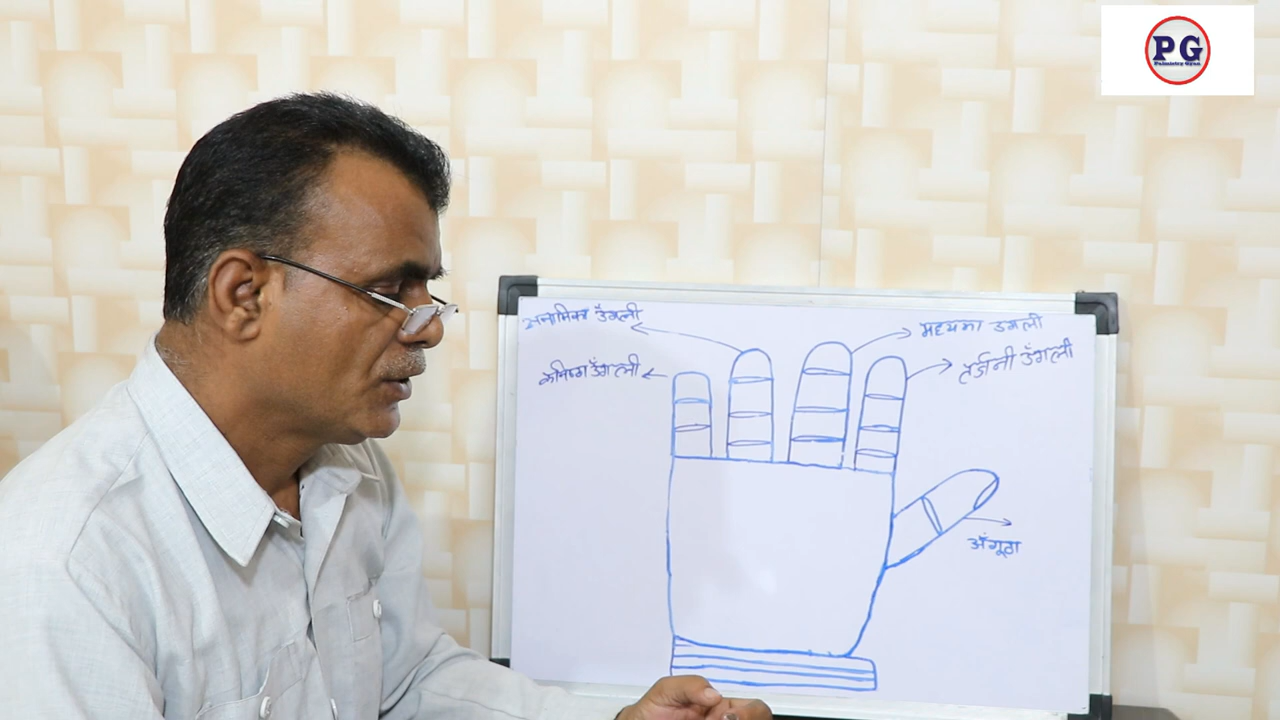 PG
Palmistry Gyan
अनामिका उँगली
मध्यमा उंगली
कनिष्ठा उँगली
तर्जनी उँगली
अँगूठा